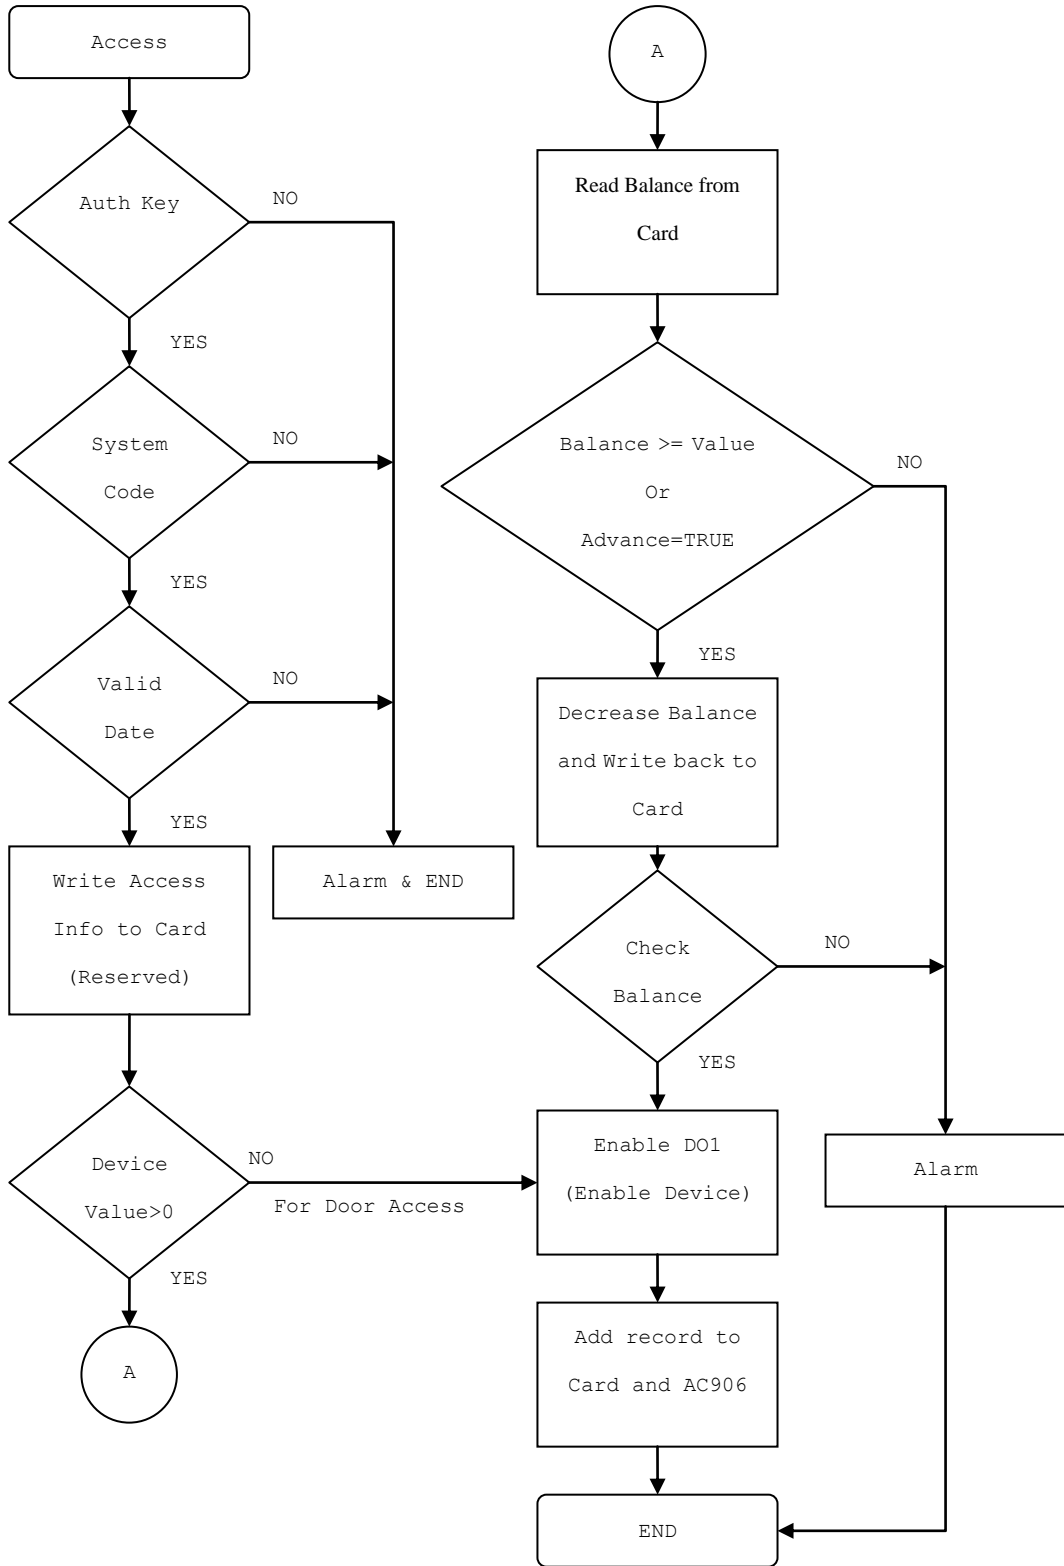 Access
Auth Key
NO
YES
System
Code
NO
YES
Valid
Date
NO
YES
Write Access
Info to Card
(Reserved)
Alarm & END
Device
Value>0
NO
For Door Access
YES
A
A
Read Balance from
Card
Balance >= Value
Or
Advance=TRUE
NO
YES
Decrease Balance
and Write back to
Card
Check
Balance
NO
YES
Enable DO1
(Enable Device)
Alarm
Add record to
Card and AC906
END